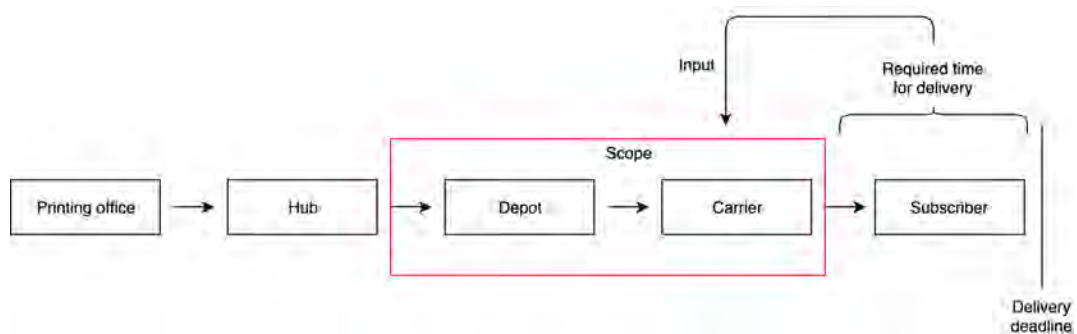 Input
Required time
for delivery
Scope
Printing office
Hub
Depot
Carrier
Subscriber
Delivery
deadline